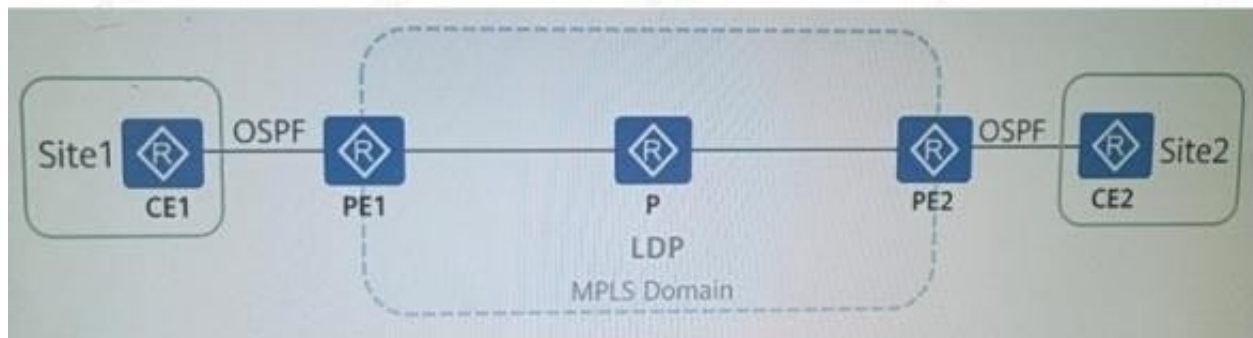 Site1
R
CE1
OSPF
R
PE1
R
P
LDP
MPLS Domain
R
PE2
OSPF
R
CE2
Site2